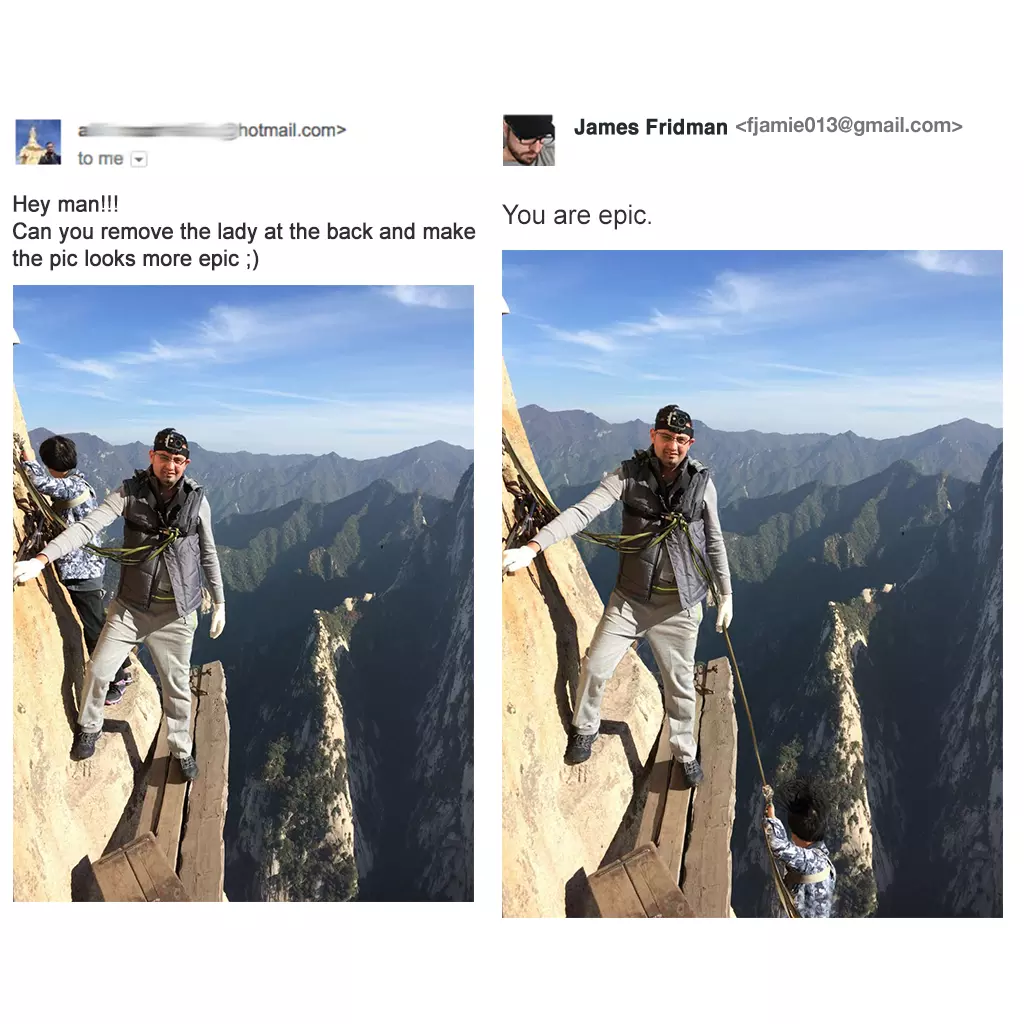 a hotmail.com>
to me
Hey man!!!
Can you remove the lady at the back and make
the pic looks more epic ;)
James Fridman <fjamie013@gmail.com>
You are epic.